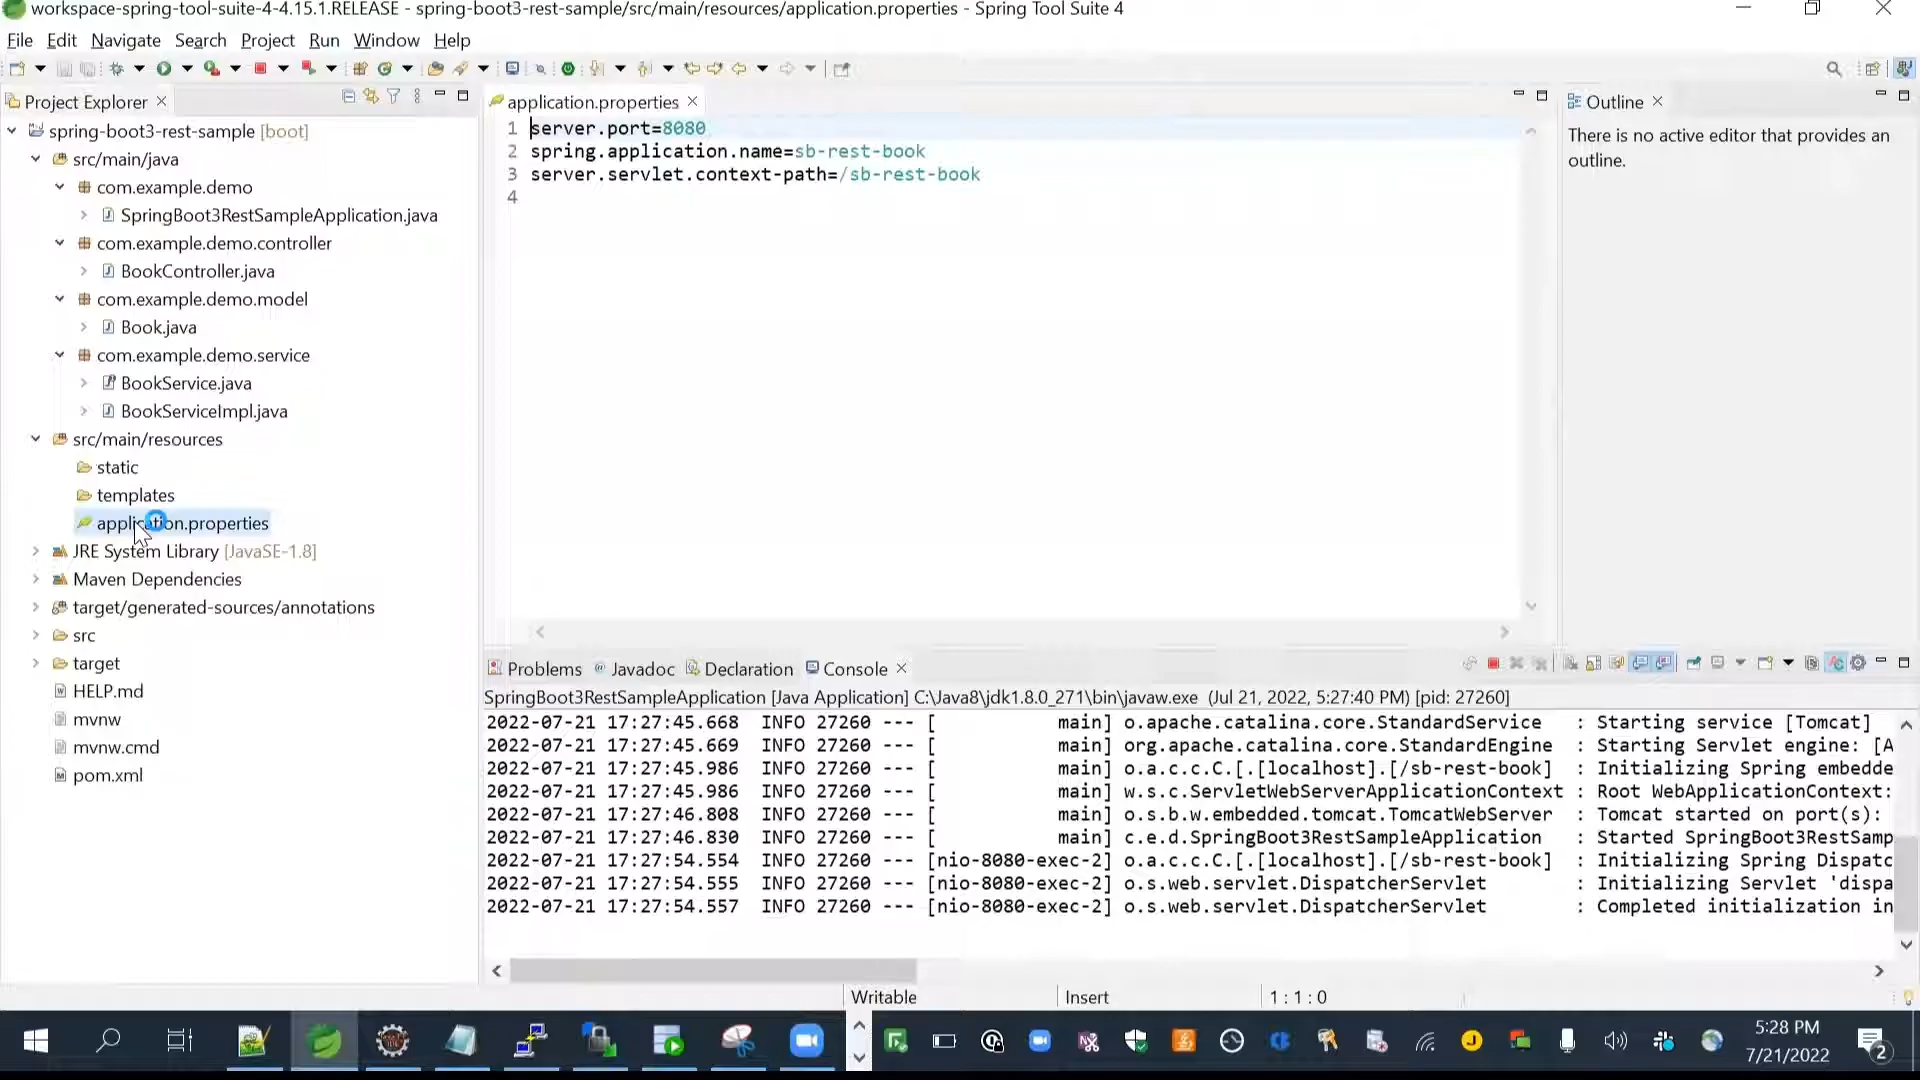 workspace-spring-tool-suite-4-4.15.1.RELEASE - spring-boot3-rest-sample/src/main/resources/application.properties - Spring Tool Suite 4
File Edit Navigate Search Project Run Window Help
Project Explorer
spring-boot3-rest-sample [boot]
src/main/java
com.example.demo
SpringBoot3RestSampleApplication.java
com.example.demo.controller
BookController.java
com.example.demo.model
Book.java
com.example.demo.service
BookService.java
BookServiceImpl.java
src/main/resources
static
templates
application.properties
JRE System Library [JavaSE-1.8]
Maven Dependencies
target/generated-sources/annotations
src
target
HELP.md
mvnw
mvnw.cmd
pom.xml
application.properties
1 server.port=8080
2 spring.application.name=sb-rest-book
3 server.servlet.context-path=/sb-rest-book
4
Outline
There is no active editor that provides an
outline.
Problems Javadoc Declaration Console
SpringBoot3RestSampleApplication [Java Application] C:\Java8\jdk1.8.0_271\bin\javaw.exe (Jul 21, 2022, 5:27:40 PM) [pid: 27260]
2022-07-21 17:27:45.668 INFO 27260 --- [ main] o.apache.catalina.core.StandardService : Starting service [Tomcat]
2022-07-21 17:27:45.669 INFO 27260 --- [ main] org.apache.catalina.core.StandardEngine : Starting Servlet engine: [A
2022-07-21 17:27:45.986 INFO 27260 --- [ main] o.a.c.c.C.[.[localhost].[/sb-rest-book] : Initializing Spring embedde
2022-07-21 17:27:45.986 INFO 27260 --- [ main] w.s.c.ServletWebServerApplicationContext : Root WebApplicationContext:
2022-07-21 17:27:46.808 INFO 27260 --- [ main] o.s.b.w.embedded.tomcat.TomcatWebServer : Tomcat started on port(s):
2022-07-21 17:27:46.830 INFO 27260 --- [ main] c.e.d.SpringBoot3RestSampleApplication : Started SpringBoot3RestSamp
2022-07-21 17:27:54.554 INFO 27260 --- [nio-8080-exec-2] o.a.c.c.C.[.[localhost].[/sb-rest-book] : Initializing Spring Dispatc
2022-07-21 17:27:54.555 INFO 27260 --- [nio-8080-exec-2] o.s.web.servlet.DispatcherServlet : Initializing Servlet 'dispa
2022-07-21 17:27:54.557 INFO 27260 --- [nio-8080-exec-2] o.s.web.servlet.DispatcherServlet : Completed initialization in
Writable Insert 1 : 1 : 0
5:28 PM
7/21/2022
2